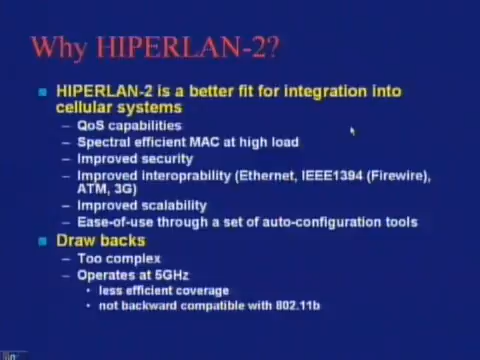 Why HIPERLAN-2?
HIPERLAN-2 is a better fit for integration into
cellular systems
– QoS capabilities
– Spectral efficient MAC at high load
– Improved security
– Improved interoprability (Ethernet, IEEE1394 (Firewire),
ATM, 3G)
– Improved scalability
– Ease-of-use through a set of auto-configuration tools
Draw backs
– Too complex
– Operates at 5GHz
• less efficient coverage
• not backward compatible with 802.11b